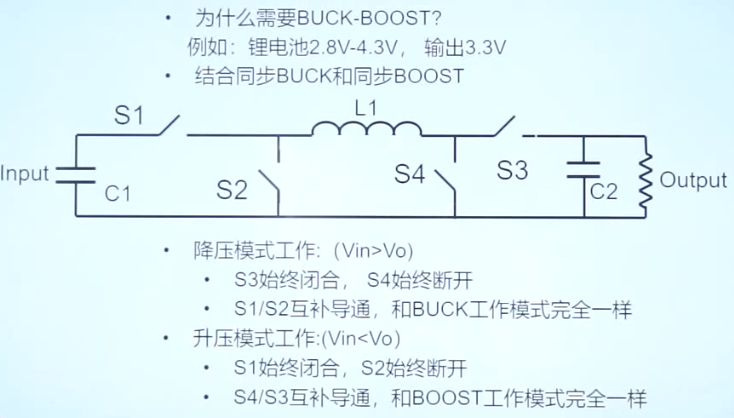 • 为什么需要BUCK-BOOST?
例如：锂电池2.8V-4.3V， 输出3.3V
• 结合同步BUCK和同步BOOST
S1
L1
Input
C1
S2
S4
S3
C2
Output
• 降压模式工作:（Vin>Vo)
• S3始终闭合， S4始终断开
• S1/S2互补导通，和BUCK工作模式完全一样
• 升压模式工作:(Vin<Vo)
• S1始终闭合，S2始终断开
• S4/S3互补导通，和BOOST工作模式完全一样